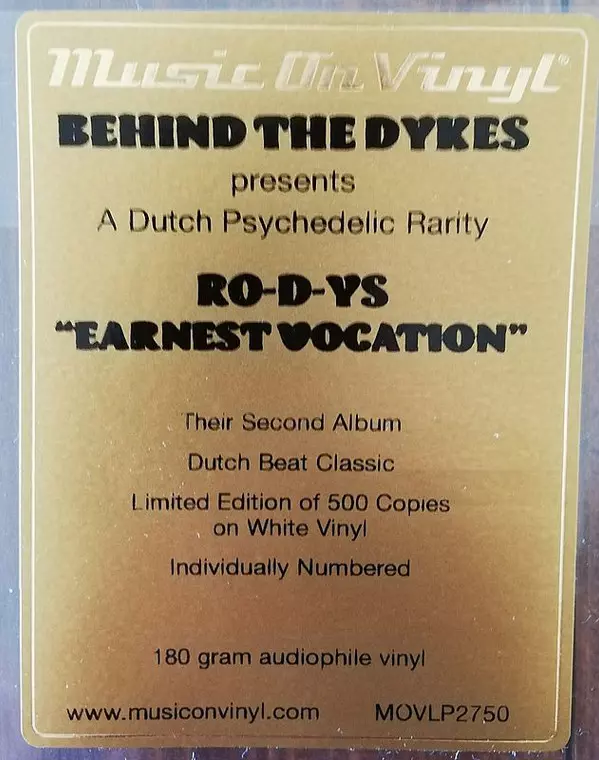 Music On Vinyl®
BEHIND THE DYKES
presents
A Dutch Psychedelic Rarity
RO-D-YS
“EARNEST VOCATION”
Their Second Album
Dutch Beat Classic
Limited Edition of 500 Copies
on White Vinyl
Individually Numbered
180 gram audiophile vinyl
www.musiconvinyl.com MOVLP2750